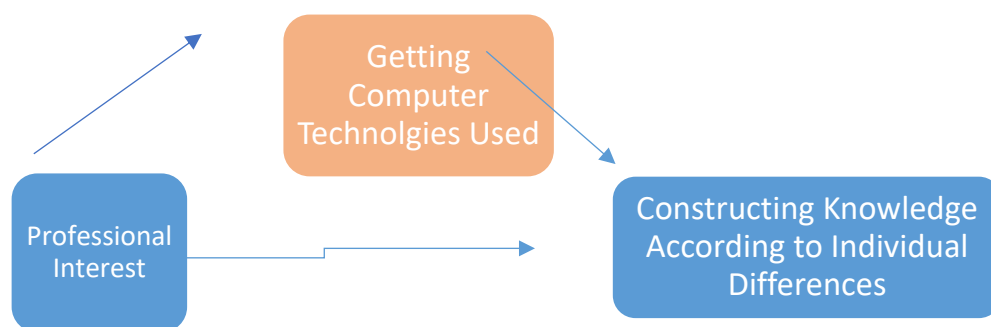 Getting
Computer
Technolgies Used
Professional
Interest
Constructing Knowledge
According to Individual
Differences